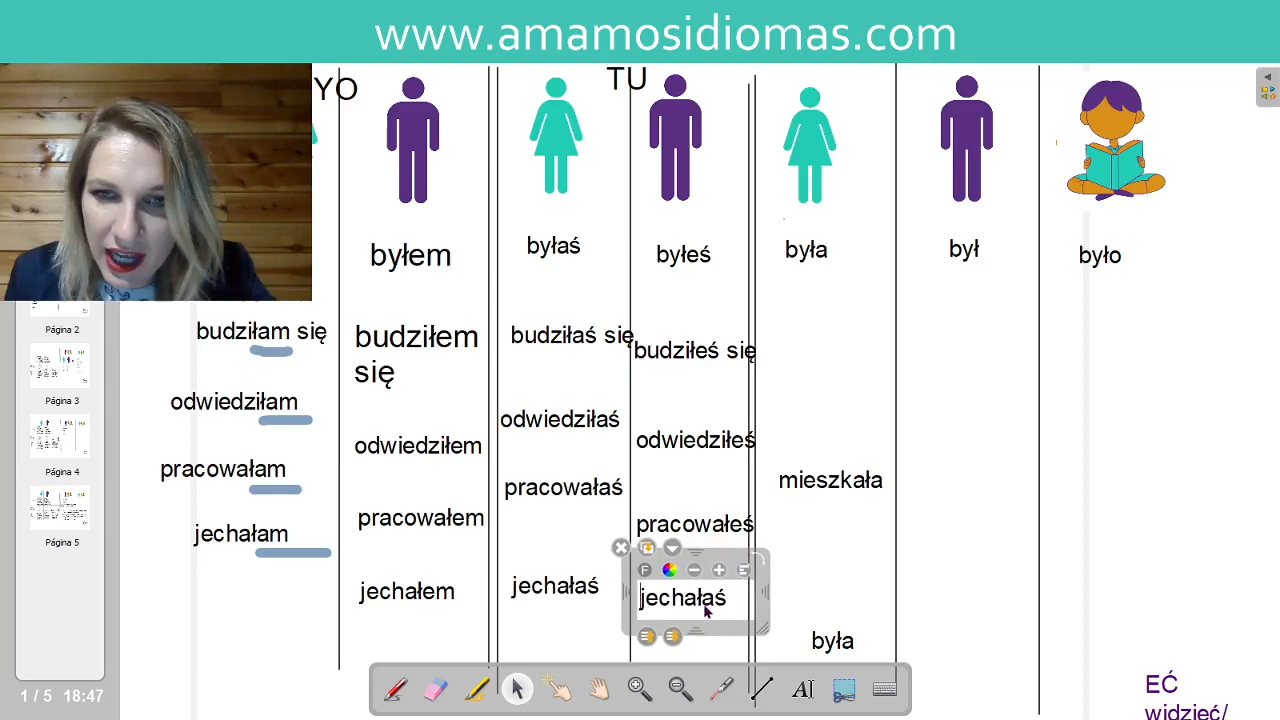 www.amamosidiomas.com
YO
TU
byłem
byłaś
byłeś
była
był
było
budziłam się
budziłem
się
budziłaś się
budziłeś się
odwiedziłam
odwiedziłem
odwiedziłaś
odwiedziłeś
pracowałam
pracowałem
pracowałaś
pracowałeś
mieszkała
jechałam
jechałem
jechałaś
jechałaś
była
EĆ
widzieć/
Página 2
Página 3
Página 4
Página 5
1 / 5 18:47
F
AI